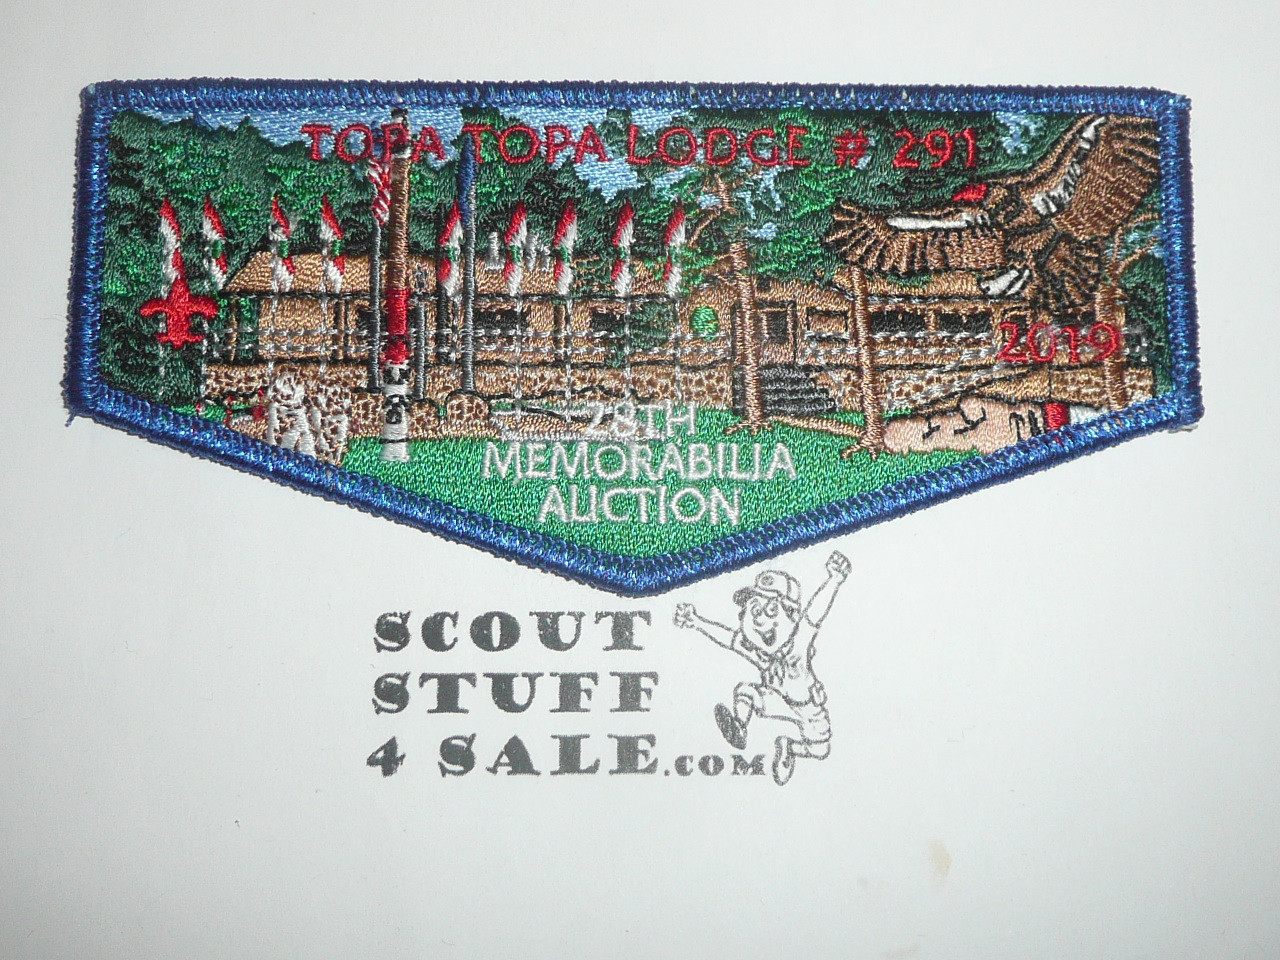 TOPA TOPA LODGE # 291
2019
28TH
MEMORABILIA
AUCTION
SCOUT
STUFF
4 SALE.COM